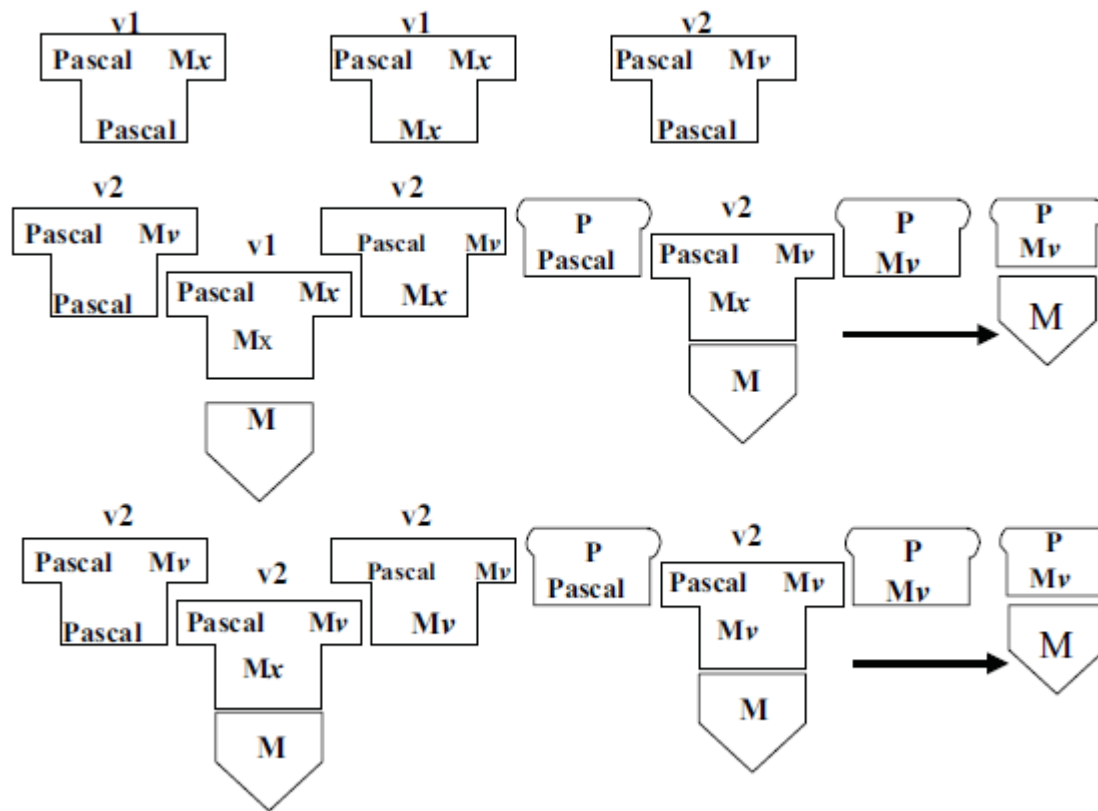 v1 v1 v2
Pascal Mx Pascal Mx Pascal Mv
Pascal Mx Pascal
v2 v2
Pascal Mv v1 Pascal Mv P Pascal v2 P Mv P Mv
Pascal Pascal Mx Mx Pascal Mv M
Mx Mx
M M
v2 v2
Pascal Mv v2 Pascal Mv P Pascal v2 P Mv P Mv
Pascal Pascal Mv Mv Pascal Mv M
Mx Mv
M M